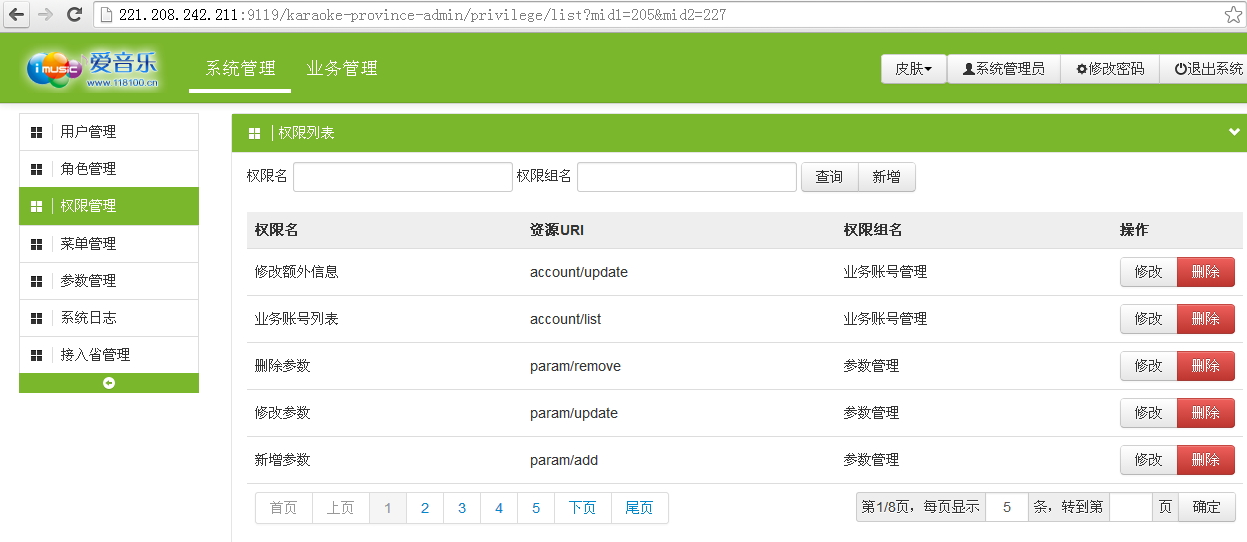 221.208.242.211:9119/karaoke-province-admin/privilege/list?mid1=205&mid2=227
imusic 爱音乐 www.118100.cn 系统管理 业务管理 皮肤 系统管理员 修改密码 退出系统
用户管理
角色管理
权限管理
菜单管理
参数管理
系统日志
接入省管理
权限列表
权限名 权限组名 查询 新增
权限名 资源URI 权限组名 操作
修改额外信息 account/update 业务账号管理 修改 删除
业务账号列表 account/list 业务账号管理 修改 删除
删除参数 param/remove 参数管理 修改 删除
修改参数 param/update 参数管理 修改 删除
新增参数 param/add 参数管理 修改 删除
首页 上页 1 2 3 4 5 下页 尾页 第1/8页，每页显示 5 条，转到第 页 确定